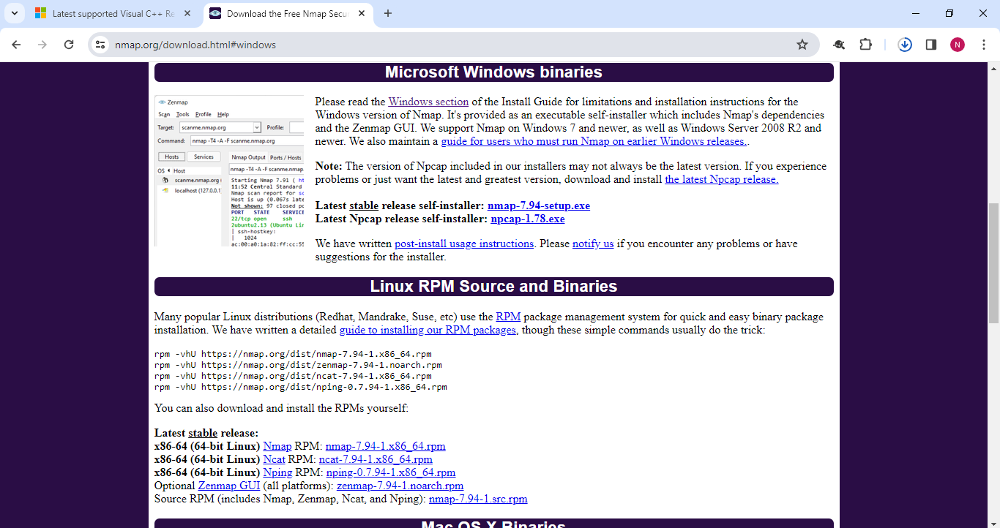 Latest supported Visual C++ Re
Download the Free Nmap Secu
nmap.org/download.html#windows
N
Microsoft Windows binaries
Zenmap
Scan Tools Profile Help
Target: scanme.nmap.org Profile:
Command: nmap -T4 -A -F scanme.nmap.org
Hosts Services Nmap Output Ports / Hosts
OS Host
nmap -T4 -A -F scanme.nmap
scanme.nmap.org
localhost (127.0.0.1)
Starting Nmap 7.91 ( ht
11:52 Central Standard
Nmap scan report for sc
Host is up (0.067s late
Not shown: 97 closed po
PORT STATE SERVICE
22/tcp open ssh
2ubuntu2.13 (Ubuntu Lin
| ssh-hostkey:
| 1024
ac:00:a0:1a:82:ff:cc:55
Please read the Windows section of the Install Guide for limitations and installation instructions for the
Windows version of Nmap. It's provided as an executable self-installer which includes Nmap's dependencies
and the Zenmap GUI. We support Nmap on Windows 7 and newer, as well as Windows Server 2008 R2 and
newer. We also maintain a guide for users who must run Nmap on earlier Windows releases..
Note: The version of Npcap included in our installers may not always be the latest version. If you experience
problems or just want the latest and greatest version, download and install the latest Npcap release.
Latest stable release self-installer: nmap-7.94-setup.exe
Latest Npcap release self-installer: npcap-1.78.exe
We have written post-install usage instructions. Please notify us if you encounter any problems or have
suggestions for the installer.
Linux RPM Source and Binaries
Many popular Linux distributions (Redhat, Mandrake, Suse, etc) use the RPM package management system for quick and easy binary package
installation. We have written a detailed guide to installing our RPM packages, though these simple commands usually do the trick:
rpm -vhU https://nmap.org/dist/nmap-7.94-1.x86_64.rpm
rpm -vhU https://nmap.org/dist/zenmap-7.94-1.noarch.rpm
rpm -vhU https://nmap.org/dist/ncat-7.94-1.x86_64.rpm
rpm -vhU https://nmap.org/dist/nping-0.7.94-1.x86_64.rpm
You can also download and install the RPMs yourself:
Latest stable release:
x86-64 (64-bit Linux) Nmap RPM: nmap-7.94-1.x86_64.rpm
x86-64 (64-bit Linux) Ncat RPM: ncat-7.94-1.x86_64.rpm
x86-64 (64-bit Linux) Nping RPM: nping-0.7.94-1.x86_64.rpm
Optional Zenmap GUI (all platforms): zenmap-7.94-1.noarch.rpm
Source RPM (includes Nmap, Zenmap, Ncat, and Nping): nmap-7.94-1.src.rpm
Mac OS X Binaries